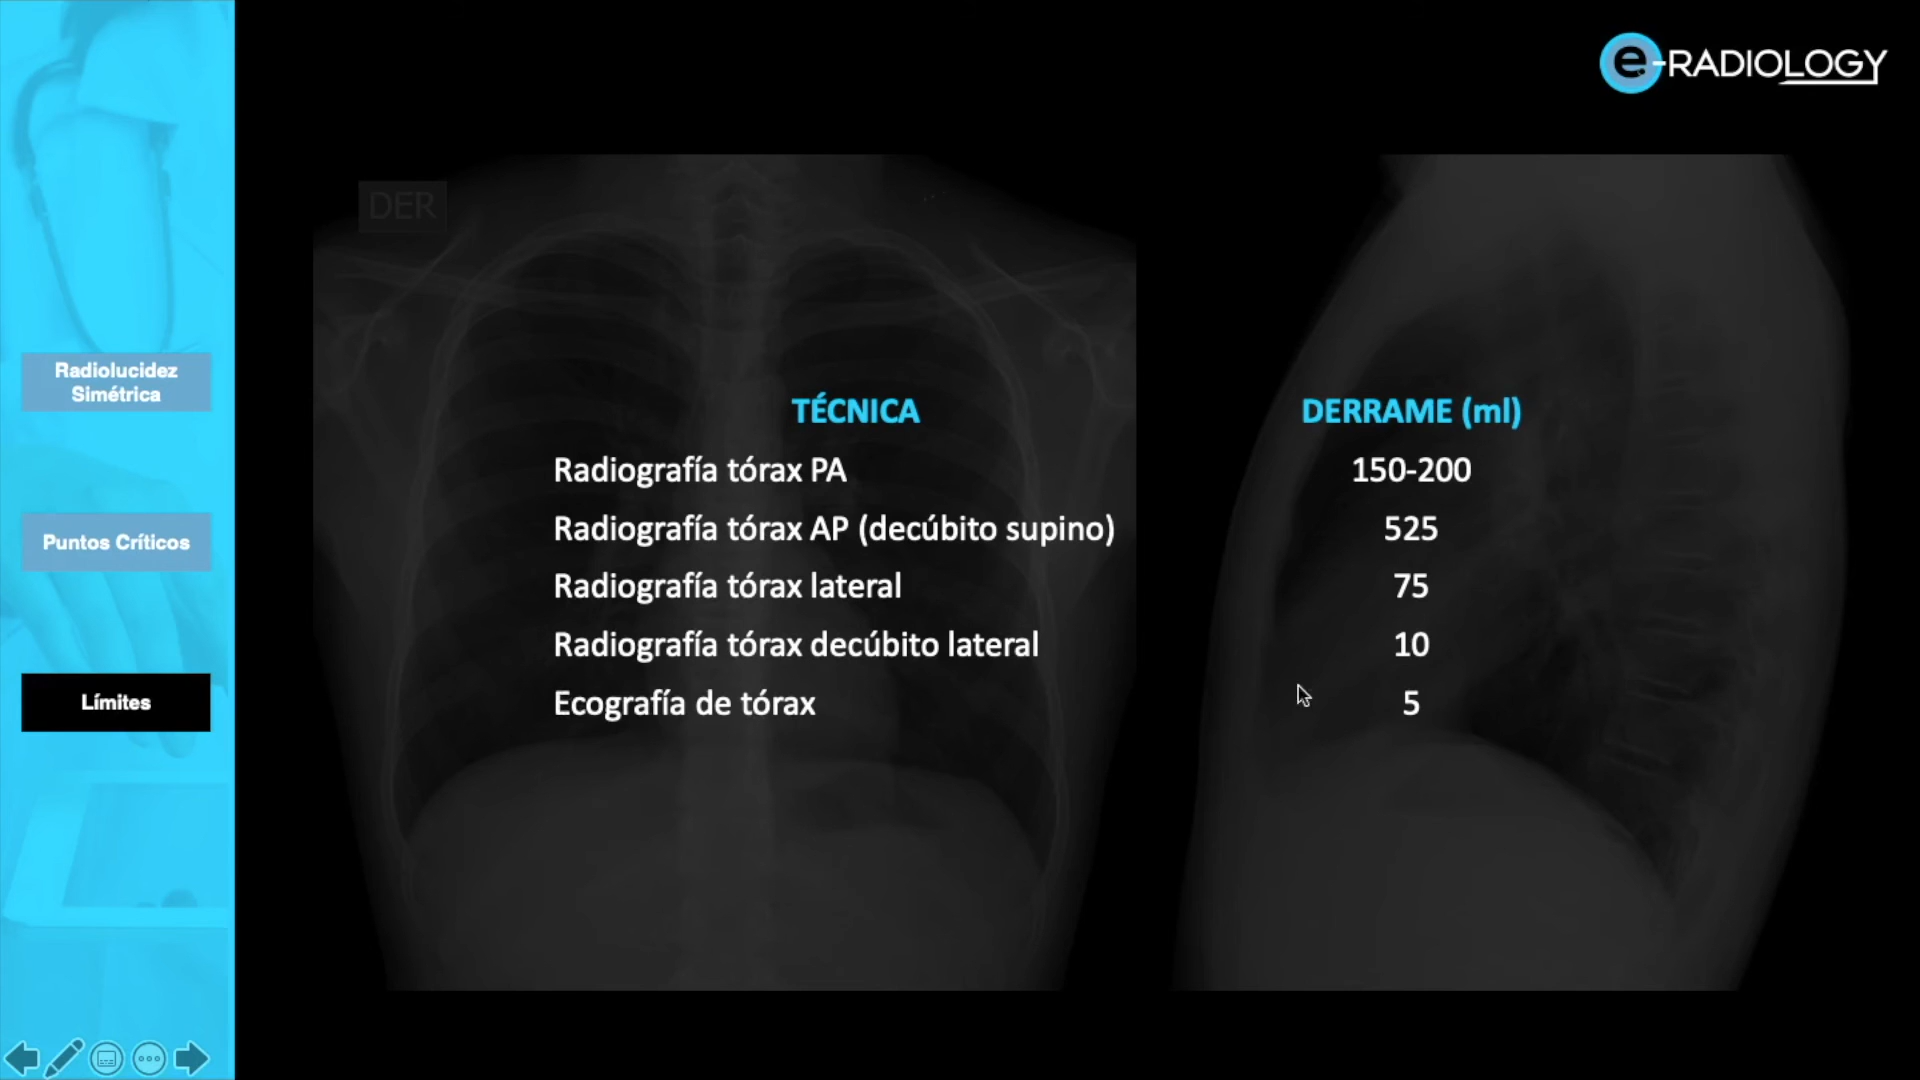 e-RADIOLOGY
DER
Radiolucidez
Simétrica
Puntos Críticos
Límites
TÉCNICA DERRAME (ml)
Radiografía tórax PA 150-200
Radiografía tórax AP (decúbito supino) 525
Radiografía tórax lateral 75
Radiografía tórax decúbito lateral 10
Ecografía de tórax 5